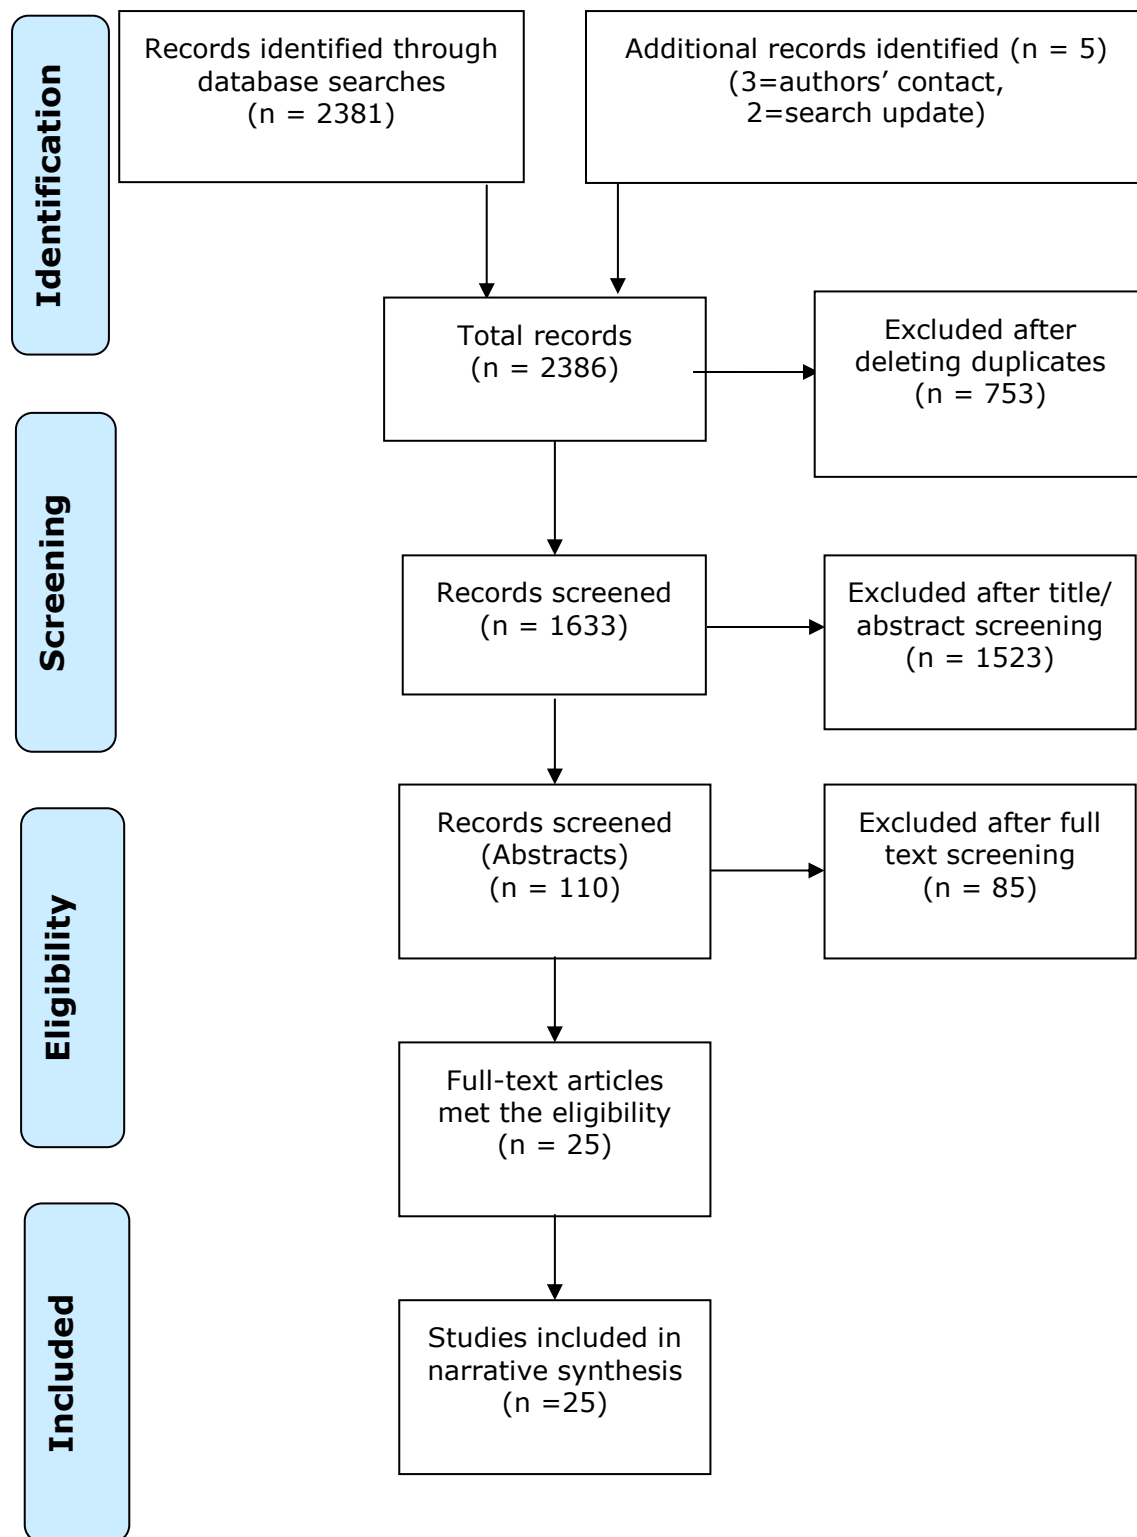 Identification
Records identified through
database searches
(n = 2381)
Additional records identified (n = 5)
(3=authors’ contact,
2=search update)
Total records
(n = 2386)
Excluded after
deleting duplicates
(n = 753)
Screening
Records screened
(n = 1633)
Excluded after title/
abstract screening
(n = 1523)
Eligibility
Records screened
(Abstracts)
(n = 110)
Excluded after full
text screening
(n = 85)
Full-text articles
met the eligibility
(n = 25)
Included
Studies included in
narrative synthesis
(n =25)